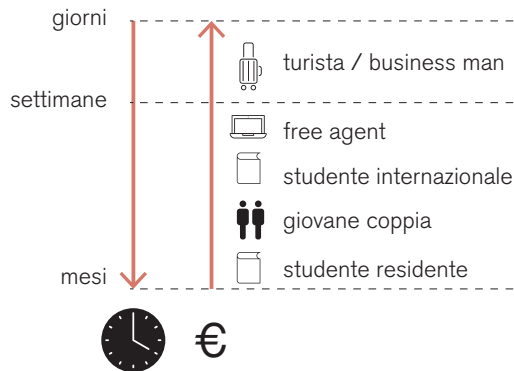 giorni
turista / business man
settimane
free agent
studente internazionale
giovane coppia
studente residente
mesi
€